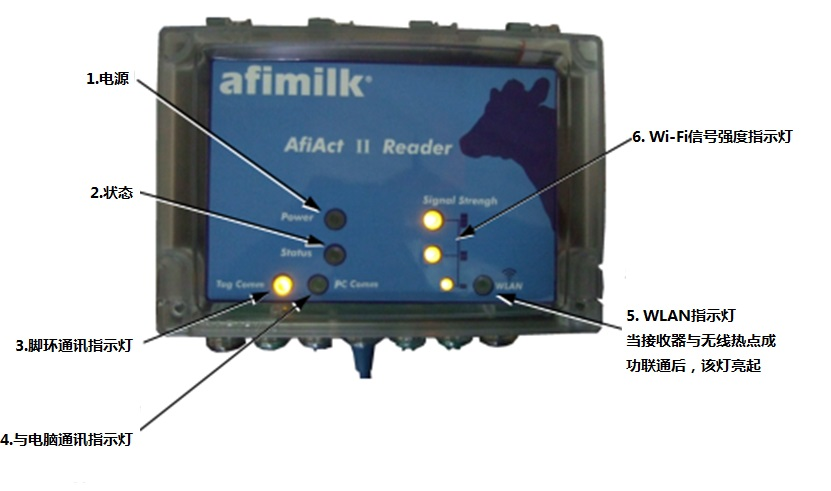 afimilk®
1.电源
AfiAct II Reader
6. Wi-Fi信号强度指示灯
2.状态
Signal Strengh
Power
Status
Tag Comm
PC Comm
WLAN
5. WLAN指示灯
当接收器与无线热点成
功联通后，该灯亮起
3.脚环通讯指示灯
4.与电脑通讯指示灯